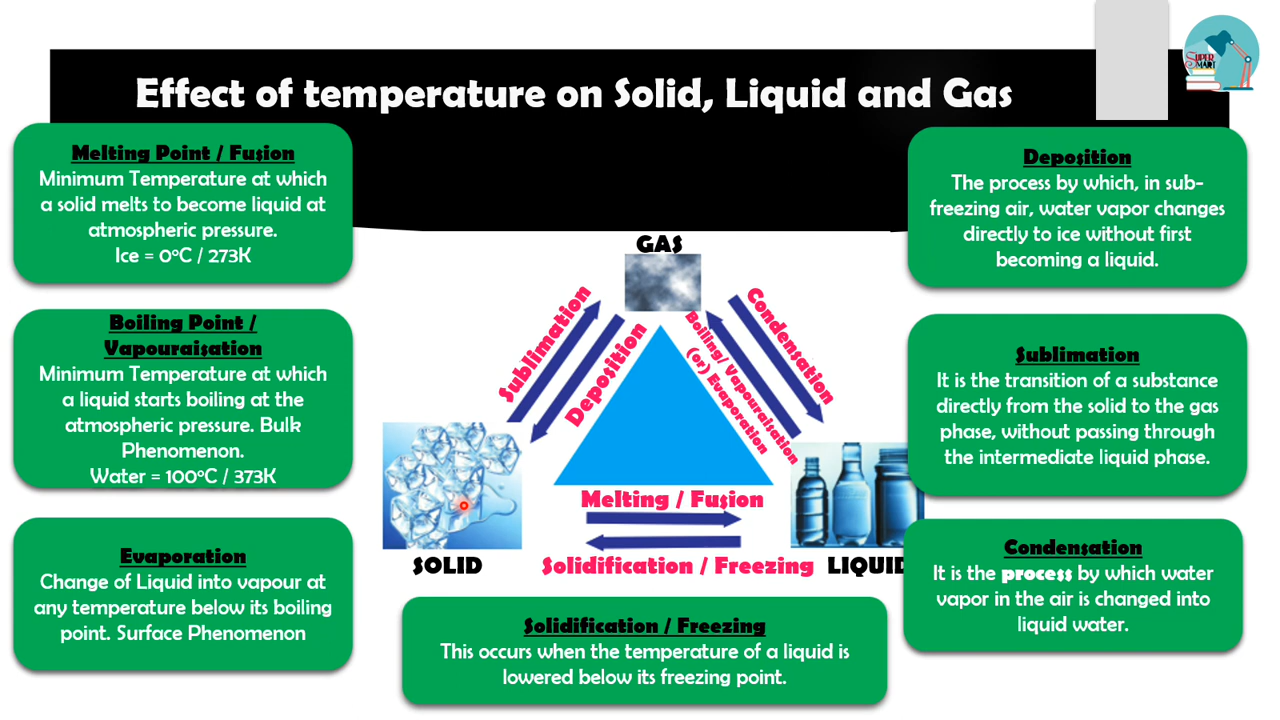 SUPER
SMART
Effect of temperature on Solid, Liquid and Gas
Melting Point / Fusion
Minimum Temperature at which
a solid melts to become liquid at
atmospheric pressure.
Ice = 0ºC / 273K
Boiling Point /
Vapouraisation
Minimum Temperature at which
a liquid starts boiling at the
atmospheric pressure. Bulk
Phenomenon.
Water = 100ºC / 373K
Evaporation
Change of Liquid into vapour at
any temperature below its boiling
point. Surface Phenomenon
GAS
Sublimation
Deposition
Condensation
Boiling/ Vapouraisation
(or) Evaporation
Melting / Fusion
SOLID
Solidification / Freezing
LIQUID
Solidification / Freezing
This occurs when the temperature of a liquid is
lowered below its freezing point.
Deposition
The process by which, in sub-
freezing air, water vapor changes
directly to ice without first
becoming a liquid.
Sublimation
It is the transition of a substance
directly from the solid to the gas
phase, without passing through
the intermediate liquid phase.
Condensation
It is the process by which water
vapor in the air is changed into
liquid water.